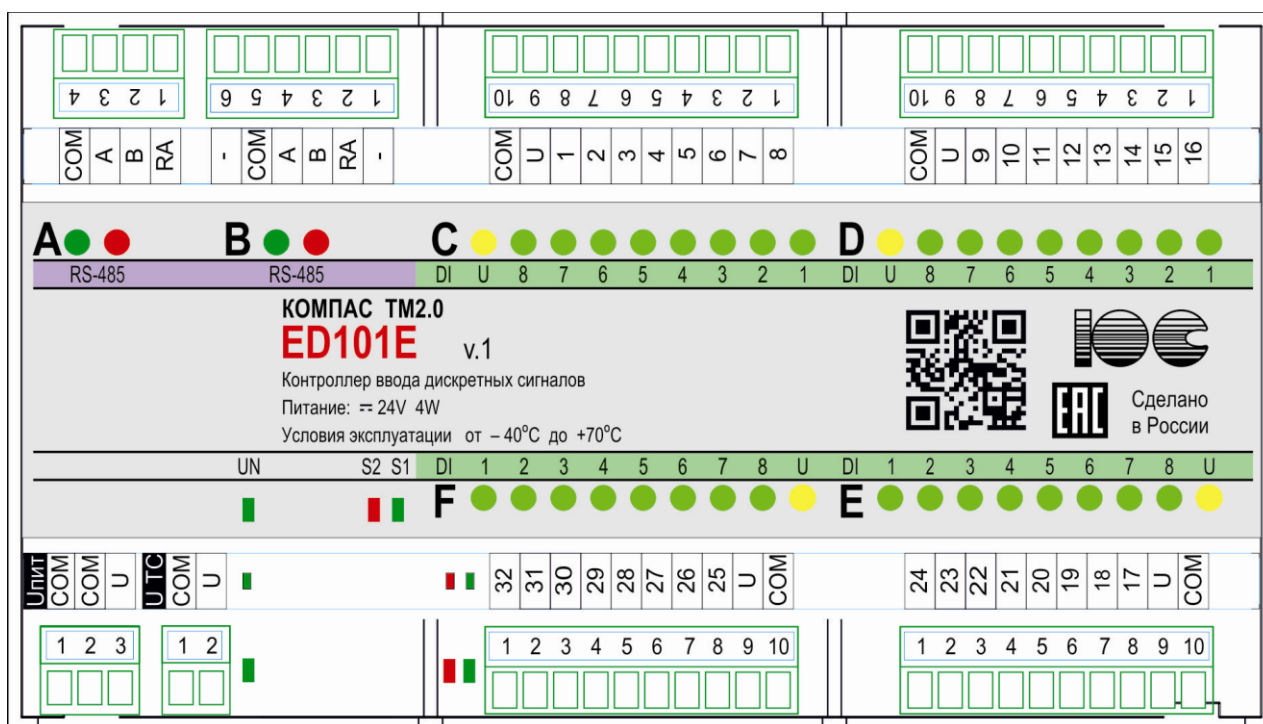 4 3 2 1 6 5 4 3 2 1 10 9 8 7 6 5 4 3 2 1 10 9 8 7 6 5 4 3 2 1
COM A B RA - COM A B RA - COM U 1 2 3 4 5 6 7 8 COM U 9 10 11 12 13 14 15 16
A B C D
RS-485 RS-485 DI U 8 7 6 5 4 3 2 1 DI U 8 7 6 5 4 3 2 1
КОМПАС ТМ2.0
ED101E v.1
Контроллер ввода дискретных сигналов
Питание: ⎓ 24V 4W
Условия эксплуатации от – 40°C до +70°C
ЮС
EAC
Сделано
в России
UN S2 S1 DI 1 2 3 4 5 6 7 8 U DI 1 2 3 4 5 6 7 8 U
F E
Uпит COM COM U U ТС COM U 32 31 30 29 28 27 26 25 U COM 24 23 22 21 20 19 18 17 U COM
1 2 3 1 2 1 2 3 4 5 6 7 8 9 10 1 2 3 4 5 6 7 8 9 10